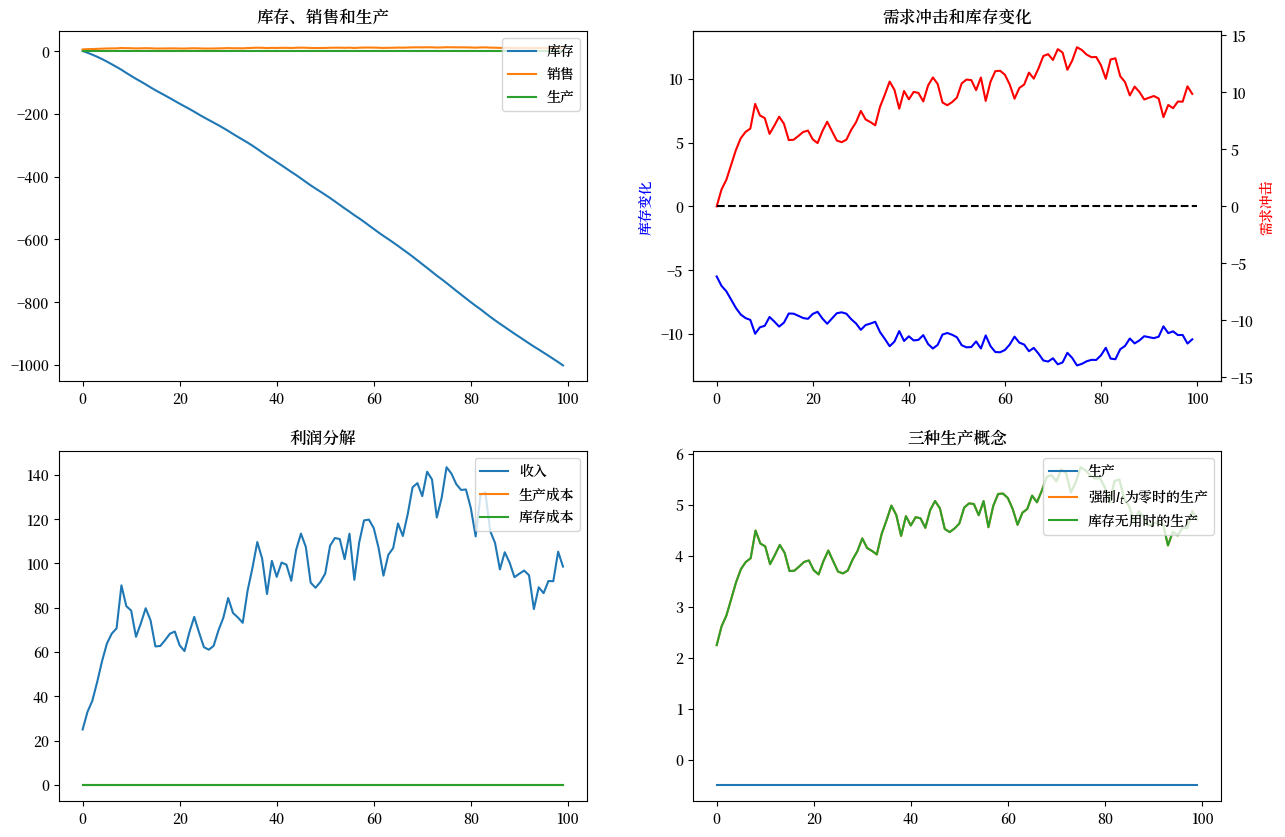 库存、销售和生产
0
−200
−400
−600
−800
−1000
0 20 40 60 80 100
库存
销售
生产
需求冲击和库存变化
库存变化
10
5
0
−5
−10
0 20 40 60 80 100
15
10
5
0
−5
−10
−15
需求冲击
利润分解
140
120
100
80
60
40
20
0
0 20 40 60 80 100
收入
生产成本
库存成本
三种生产概念
6
5
4
3
2
1
0
0 20 40 60 80 100
生产
强制Iₜ为零时的生产
库存无用时的生产